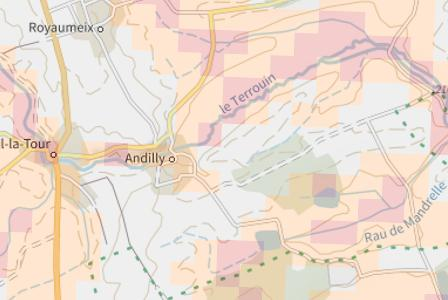 Royaumeix
le Terrouin
l-la-Tour
Andilly
Rau de Mandrelle